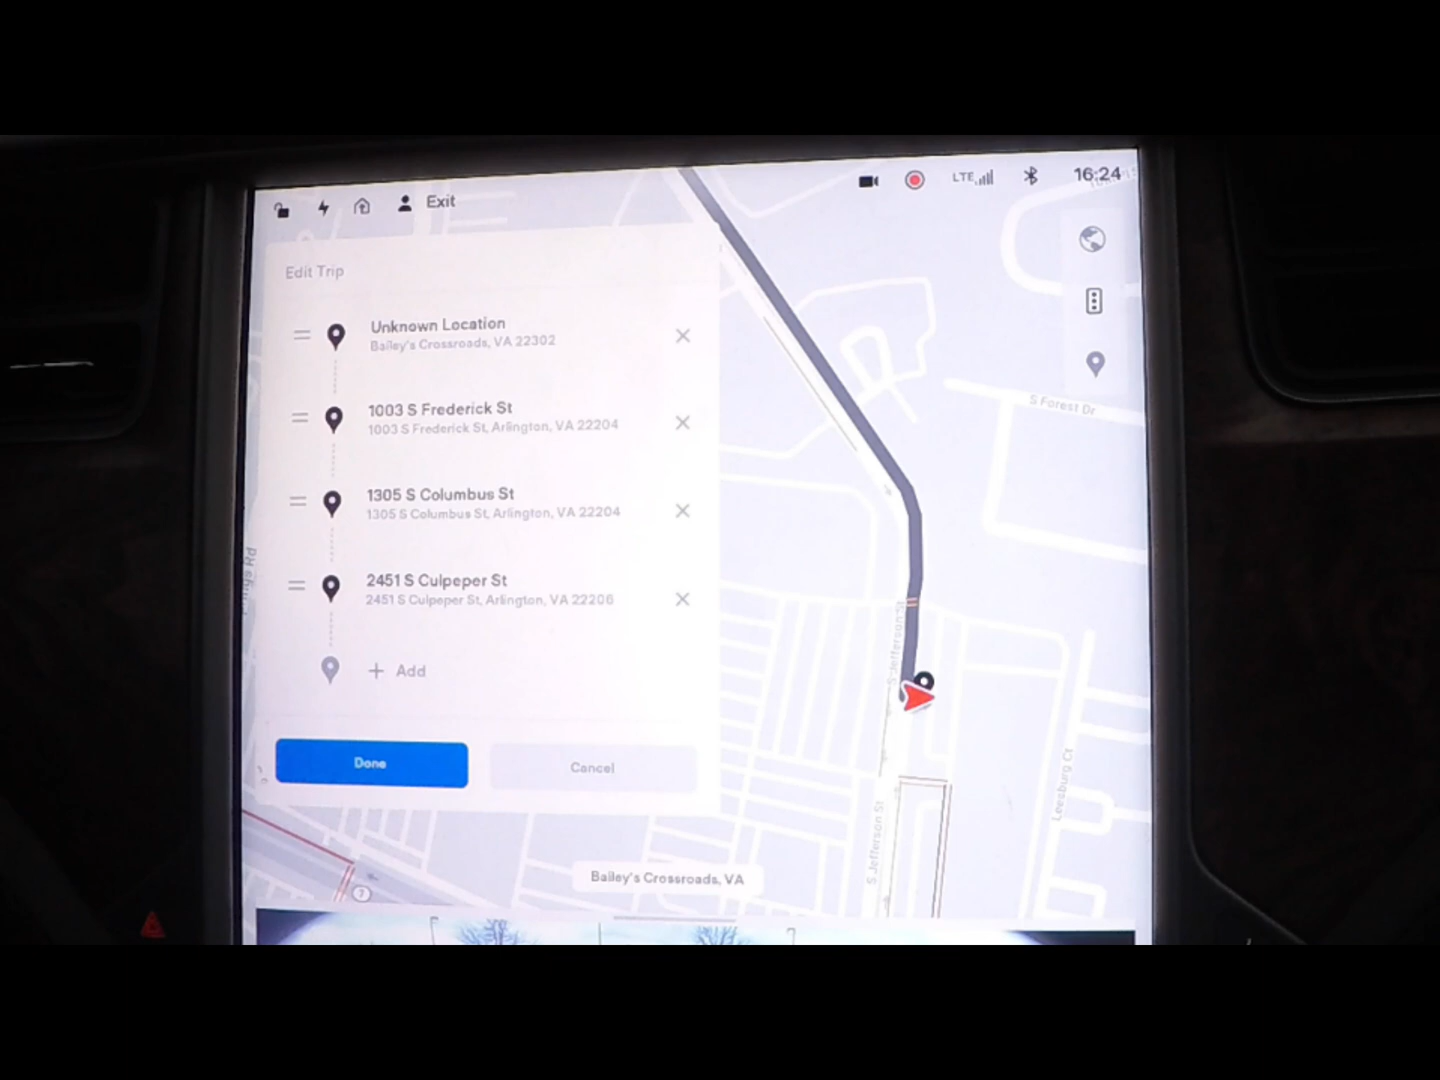 Exit
LTE
16:24
Edit Trip
Unknown Location
Bailey's Crossroads, VA 22302
1003 S Frederick St
1003 S Frederick St, Arlington, VA 22204
1305 S Columbus St
1305 S Columbus St, Arlington, VA 22204
2451 S Culpeper St
2451 S Culpeper St, Arlington, VA 22206
+ Add
Done
Cancel
S Forest Dr
S Jefferson St
Leesburg Ct
S Jefferson St
Bailey's Crossroads, VA
7